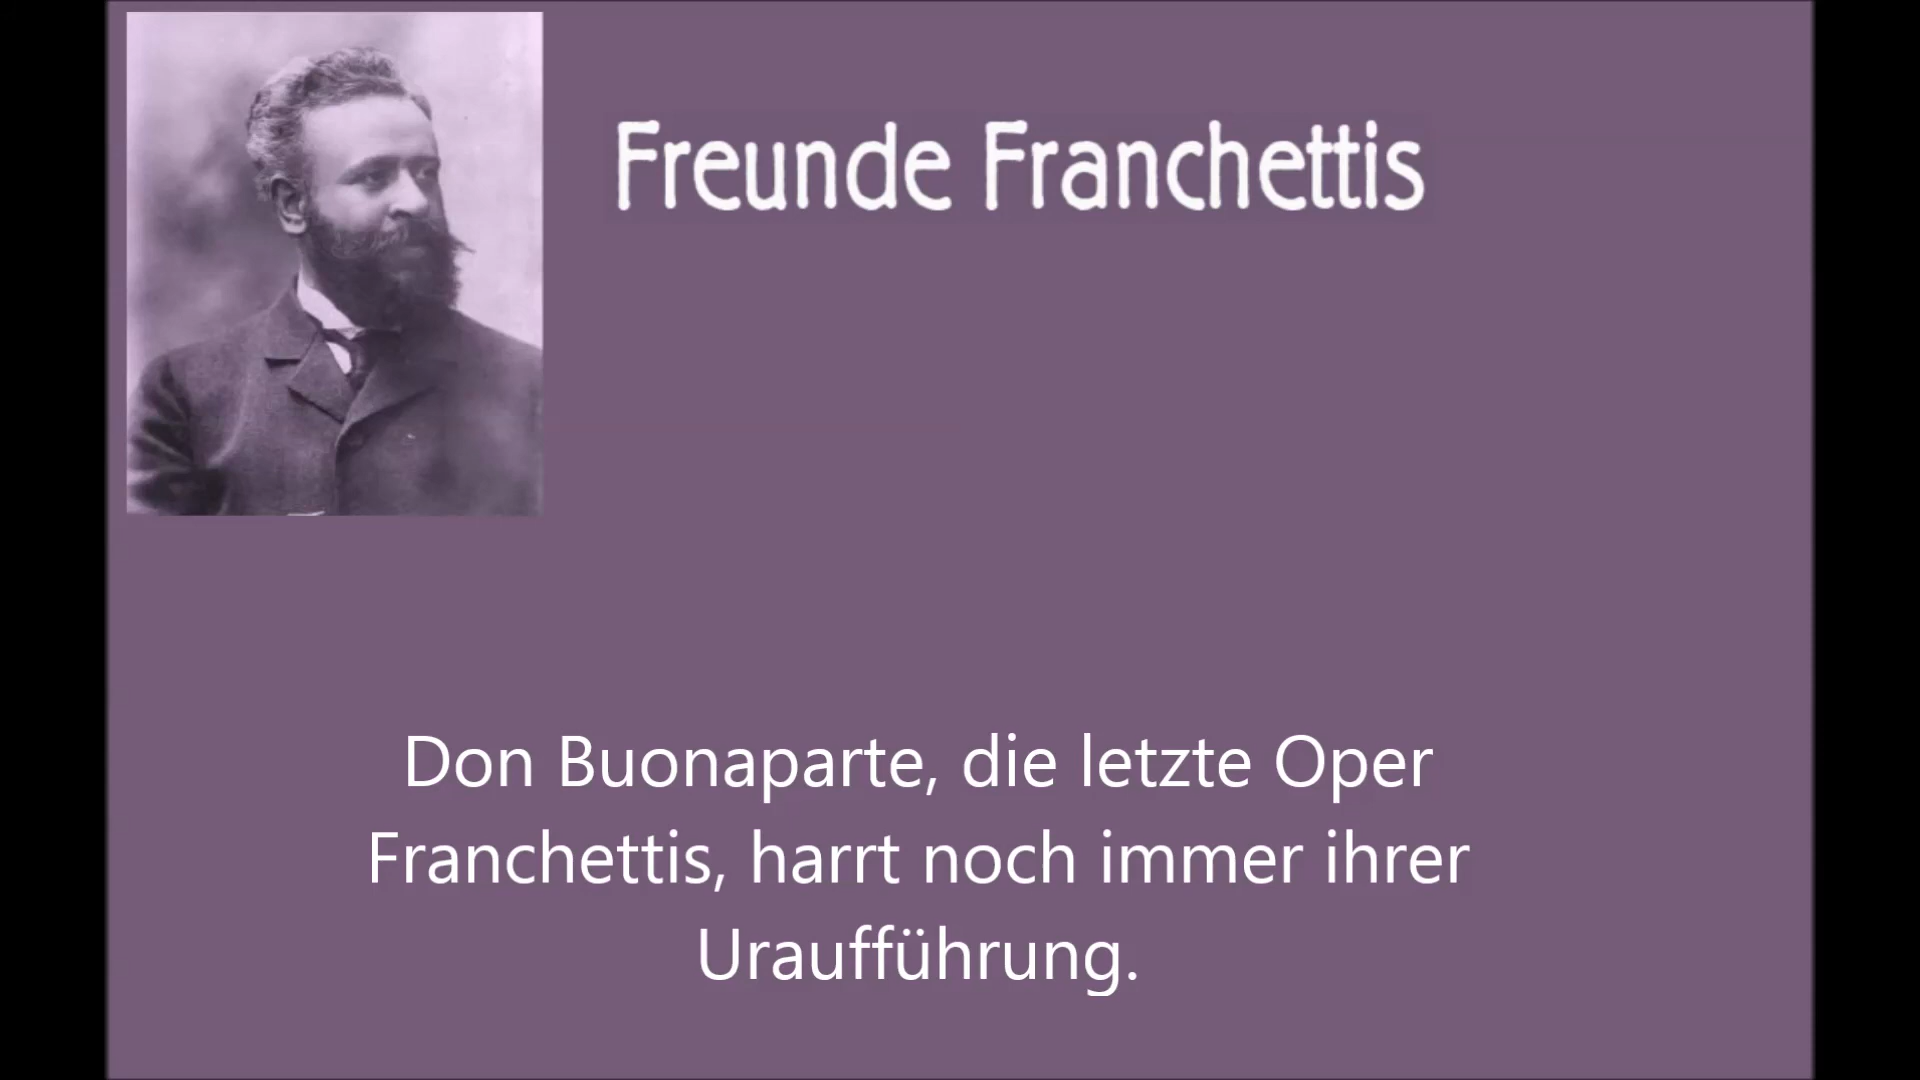 Freunde Franchettis
Don Buonaparte, die letzte Oper
Franchettis, harrt noch immer ihrer
Uraufführung.